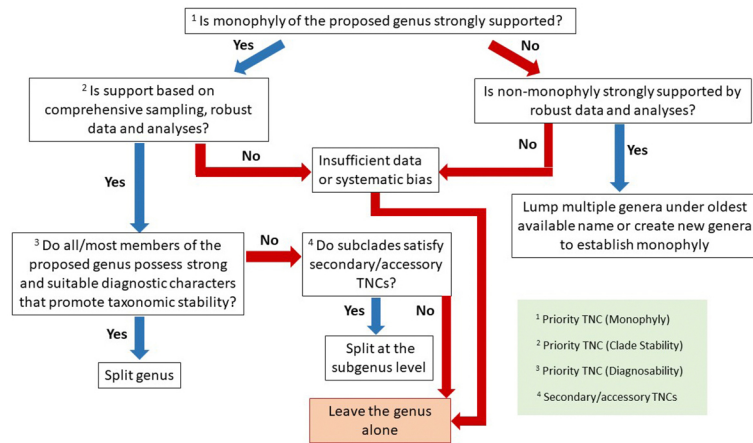 1 Is monophyly of the proposed genus strongly supported?
Yes
No
2 Is support based on
comprehensive sampling, robust
data and analyses?
Is non-monophyly strongly supported by
robust data and analyses?
No
No
Yes
Insufficient data
or systematic bias
Yes
Lump multiple genera under oldest
available name or create new genera
to establish monophyly
3 Do all/most members of the
proposed genus possess strong
and suitable diagnostic characters
that promote taxonomic stability?
No
4 Do subclades satisfy
secondary/accessory
TNCs?
Yes
Yes
No
Split genus
Split at the
subgenus level
Leave the genus
alone
1 Priority TNC (Monophyly)
2 Priority TNC (Clade Stability)
3 Priority TNC (Diagnosability)
4 Secondary/accessory TNCs